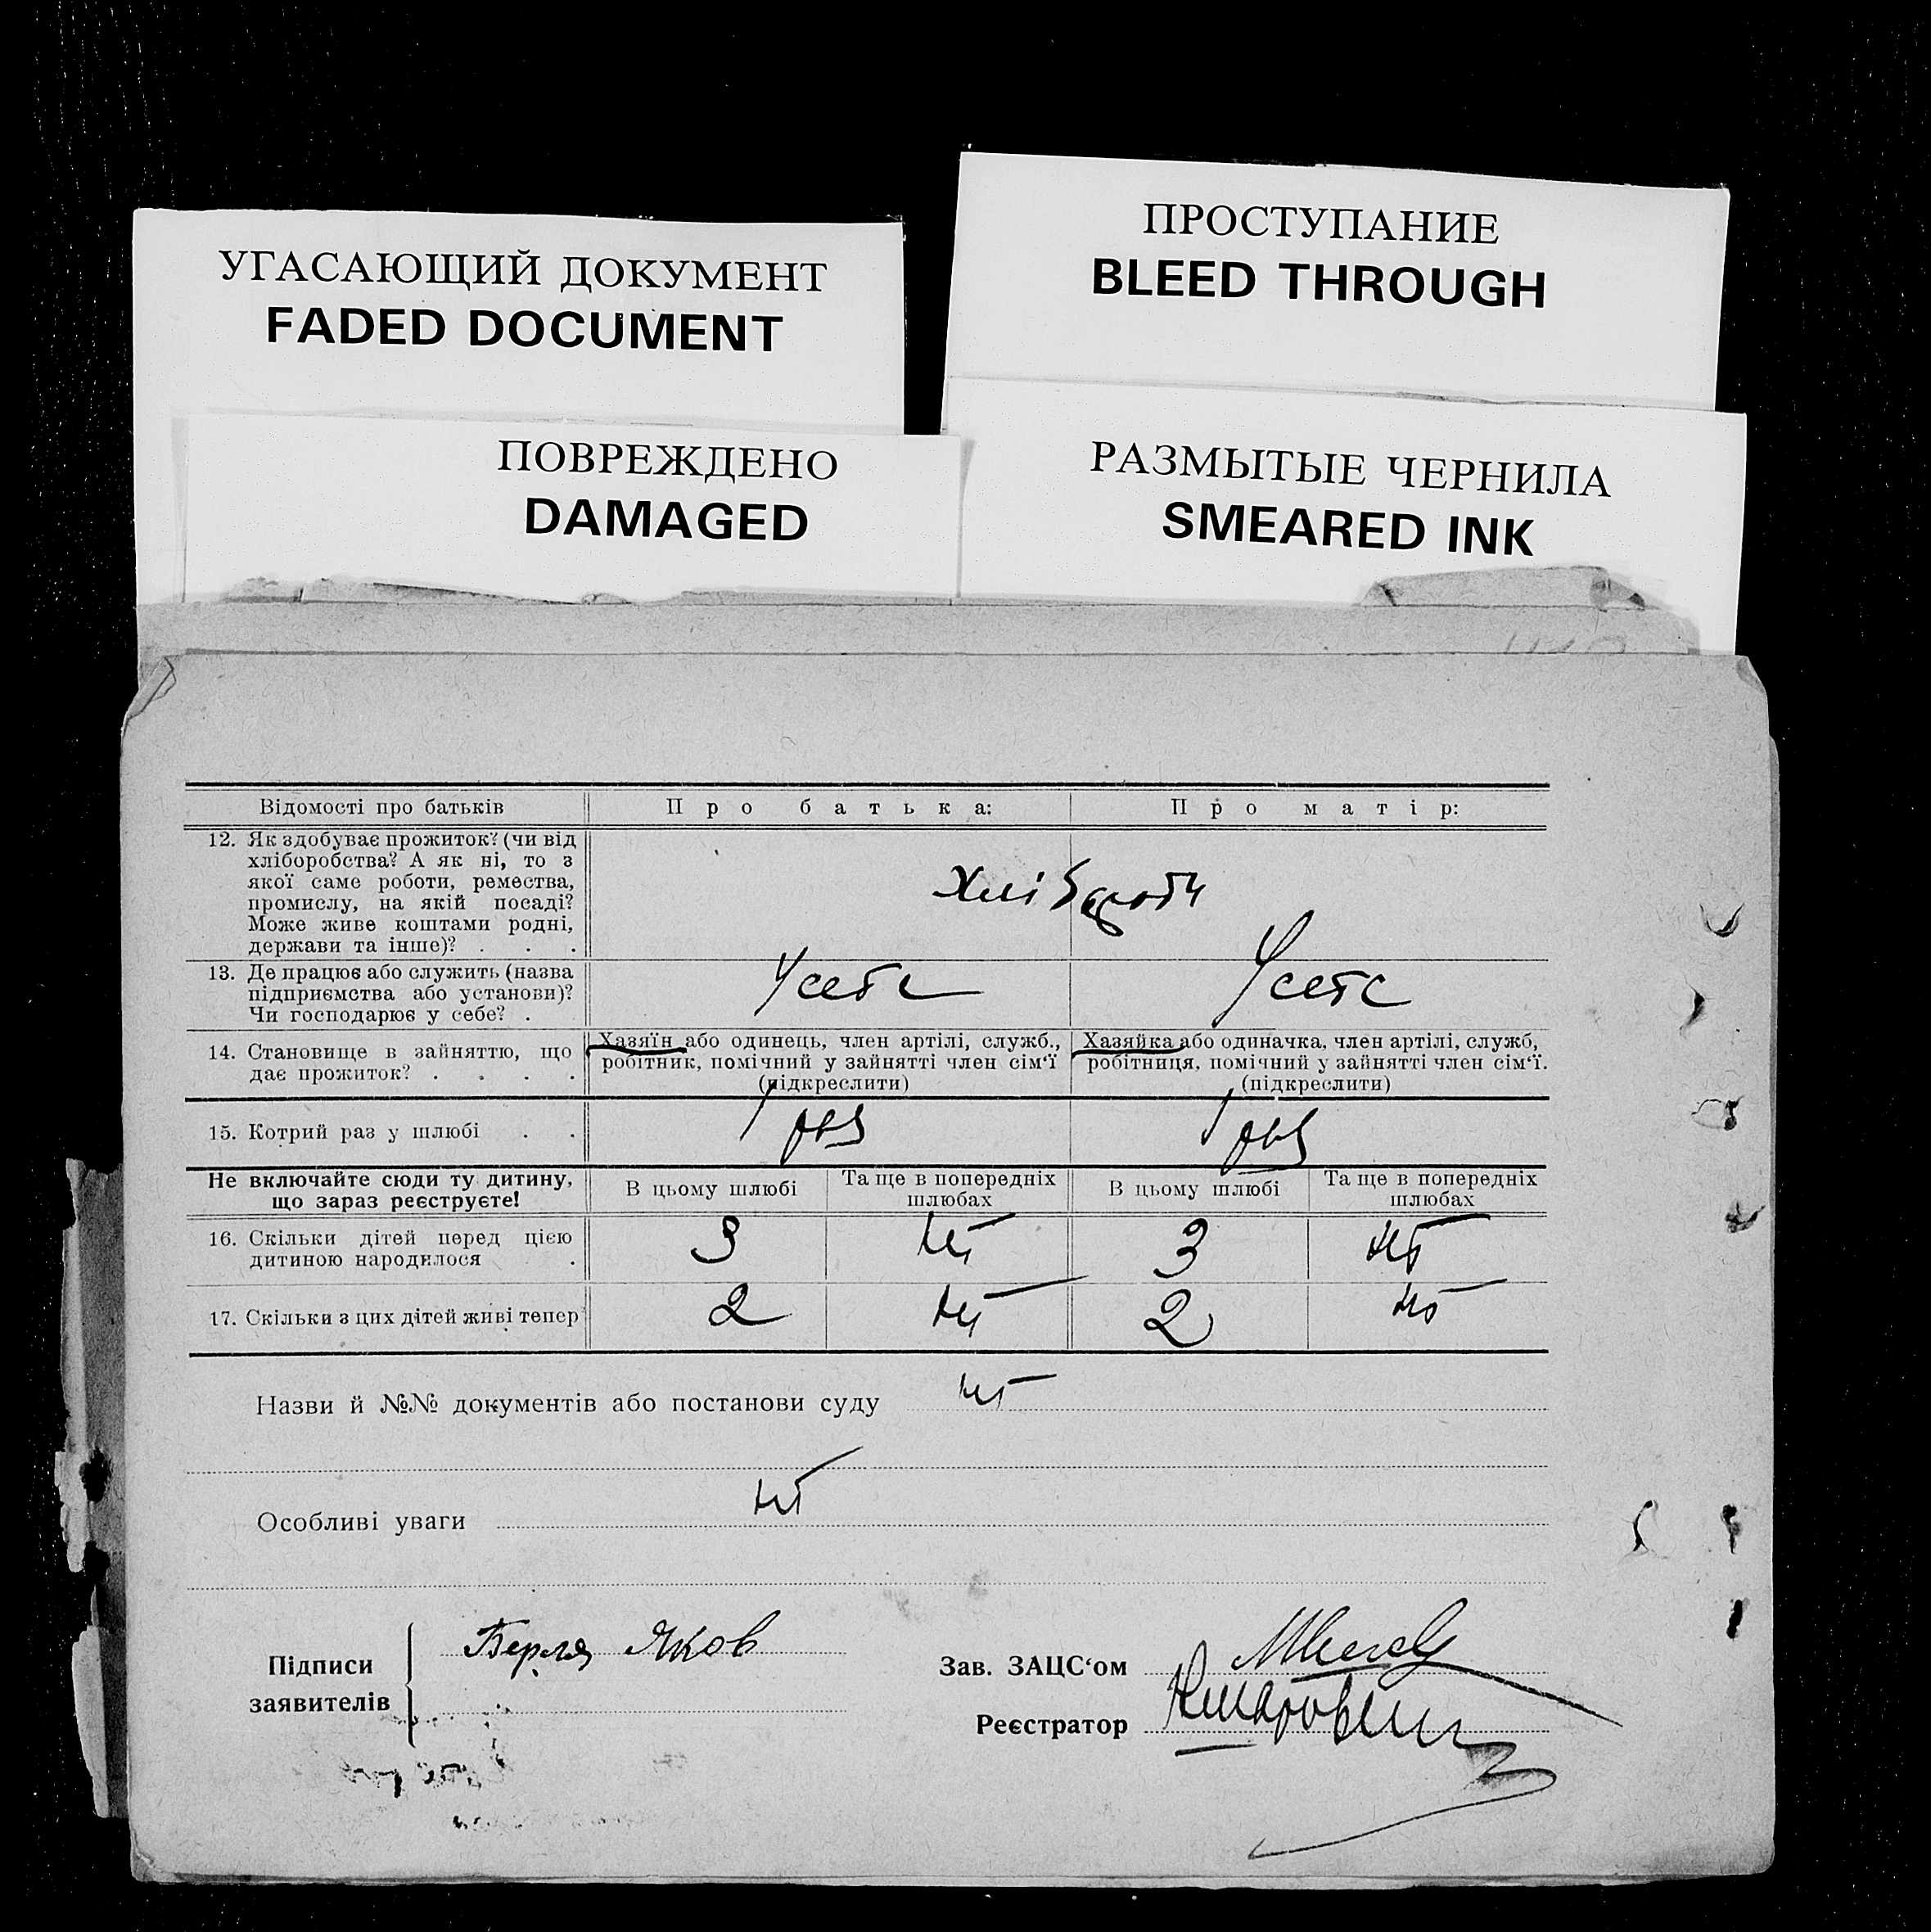 УГАСАЮЩИЙ ДОКУМЕНТ
FADED DOCUMENT
ПРОСТУПАНИЕ
BLEED THROUGH
ПОВРЕЖДЕНО
DAMAGED
РАЗМЫТЫЕ ЧЕРНИЛА
SMEARED INK
Відомості про батьків
Про батька:
Про матір:
12. Як здобуває прожиток? (чи від
хліборобства? А як ні, то з
якої саме роботи, ремества,
промислу, на якій посаді?
Може живе коштами родні,
держави та інше)? . . .
Хлібороби
13. Де працює або служить (назва
підприємства або установи)?
Чи господарює у себе? .
У себе
У себе
14. Становище в зайняттю, що
дає прожиток? . . . .
Хазяїн або одинець, член артілі, служб.,
робітник, помічний у зайнятті член сім'ї
(підкреслити)
Хазяйка або одиначка, член артілі, служб,
робітниця, помічний у зайнятті член сім'ї.
(підкреслити)
15. Котрий раз у шлюбі . .
1
1
Не включайте сюди ту дитину,
що зараз реєструєте!
В цьому шлюбі
Та ще в попередніх
шлюбах
В цьому шлюбі
Та ще в попередніх
шлюбах
16. Скільки дітей перед цією
дитиною народилося .
3
3
17. Скільки з цих дітей живі тепер
2
2
Назви й №№ документів або постанови суду
Особливі уваги
Підписи
заявителів
Берля Яков
Зав. ЗАЦС'ом
Реєстратор